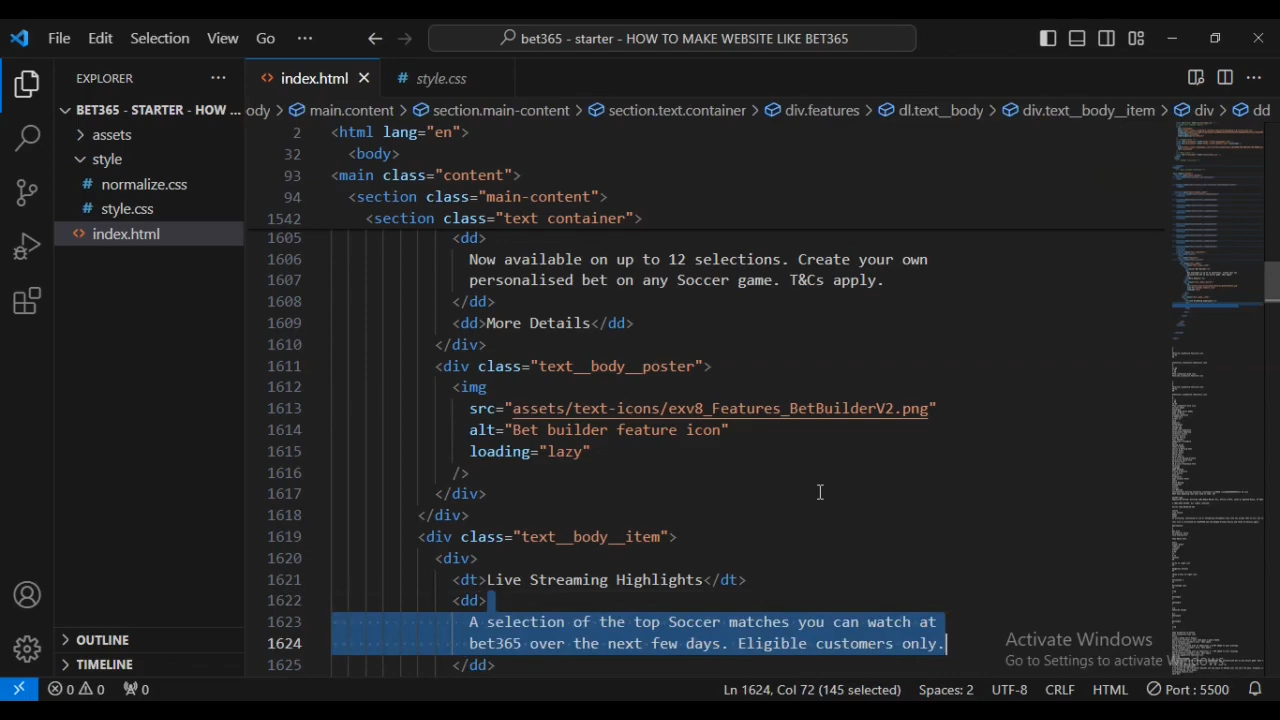 File Edit Selection View Go ··· bet365 - starter - HOW TO MAKE WEBSITE LIKE BET365
EXPLORER ···
index.html
# style.css
BET365 - STARTER - HOW ...
ody > main.content > section.main-content > section.text.container > div.features > dl.text__body > div.text__body__item > div > dd
assets
style
# normalize.css
# style.css
<> index.html
OUTLINE
TIMELINE
2 <html lang="en">
32 <body>
93 <main class="content">
94 <section class="main-content">
1542 <section class="text container">
1605 <dd>
1606 Now available on up to 12 selections. Create your own
1607 personalised bet on any Soccer game. T&Cs apply.
1608 </dd>
1609 <dd>More Details</dd>
1610 </div>
1611 <div class="text__body__poster">
1612 <img
1613 src="assets/text-icons/exv8_Features_BetBuilderV2.png"
1614 alt="Bet builder feature icon"
1615 loading="lazy"
1616 />
1617 </div>
1618 </div>
1619 <div class="text__body__item">
1620 <div>
1621 <dt>Live Streaming Highlights</dt>
1622 <dd>
1623 A selection of the top Soccer matches you can watch at
1624 bet365 over the next few days. Eligible customers only.
1625 </dd>
Activate Windows
Go to Settings to activate Windows.
0 0 0 Ln 1624, Col 72 (145 selected) Spaces: 2 UTF-8 CRLF HTML Port : 5500